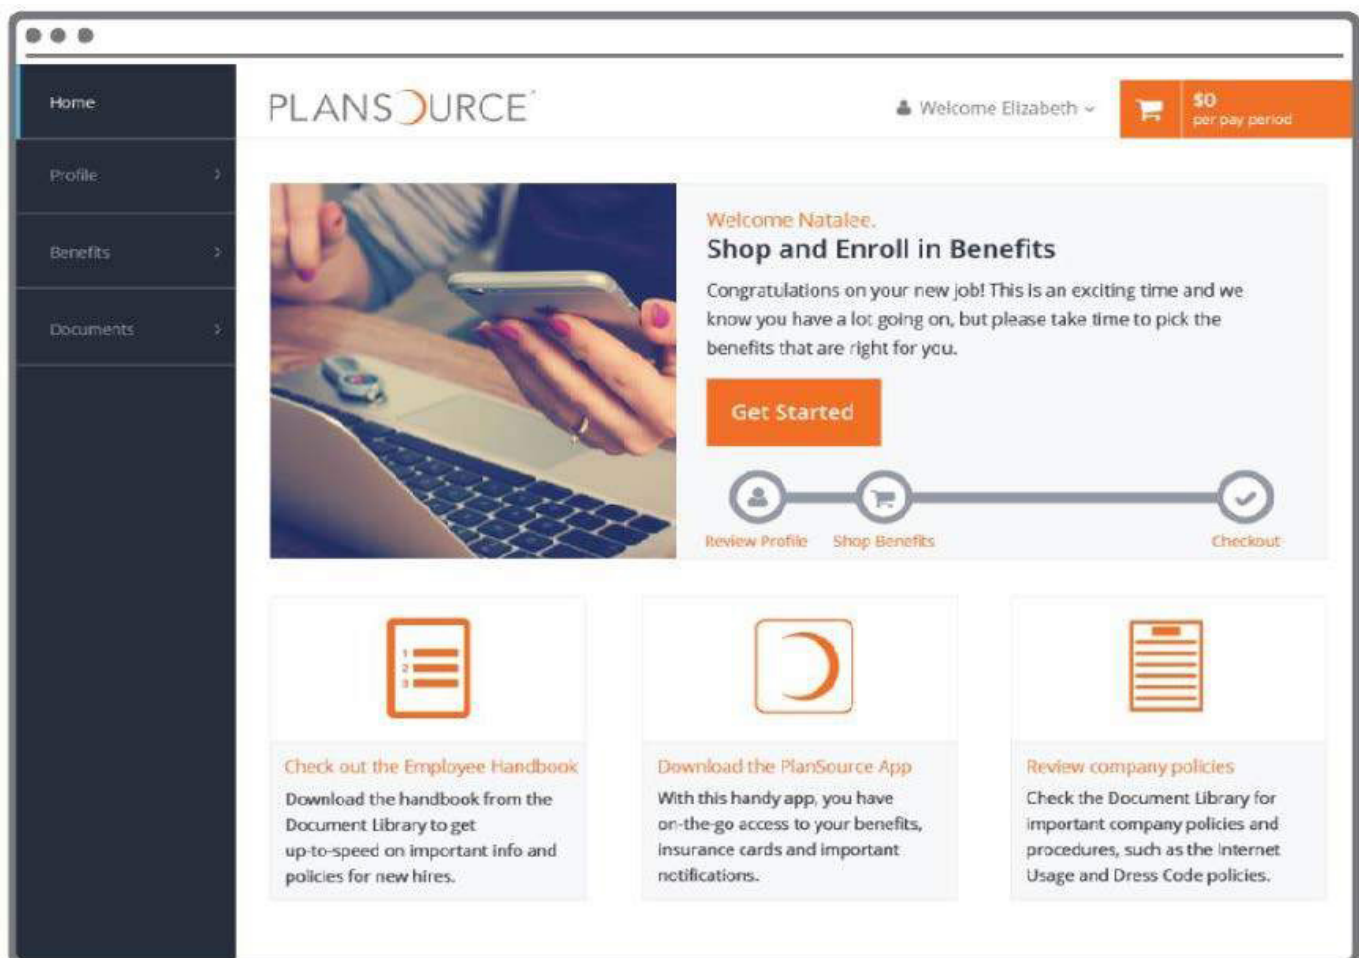 Home
Profile
Benefits
Documents
PLANSOURCE
Welcome Elizabeth
$0
per pay period
Welcome Natalee.
Shop and Enroll in Benefits
Congratulations on your new job! This is an exciting time and we
know you have a lot going on, but please take time to pick the
benefits that are right for you.
Get Started
Review Profile
Shop Benefits
Checkout
1
2
3
Check out the Employee Handbook
Download the handbook from the
Document Library to get
up-to-speed on important info and
policies for new hires.
Download the PlanSource App
With this handy app, you have
on-the-go access to your benefits,
insurance cards and important
notifications.
Review company policies
Check the Document Library for
important company policies and
procedures, such as the Internet
Usage and Dress Code policies.